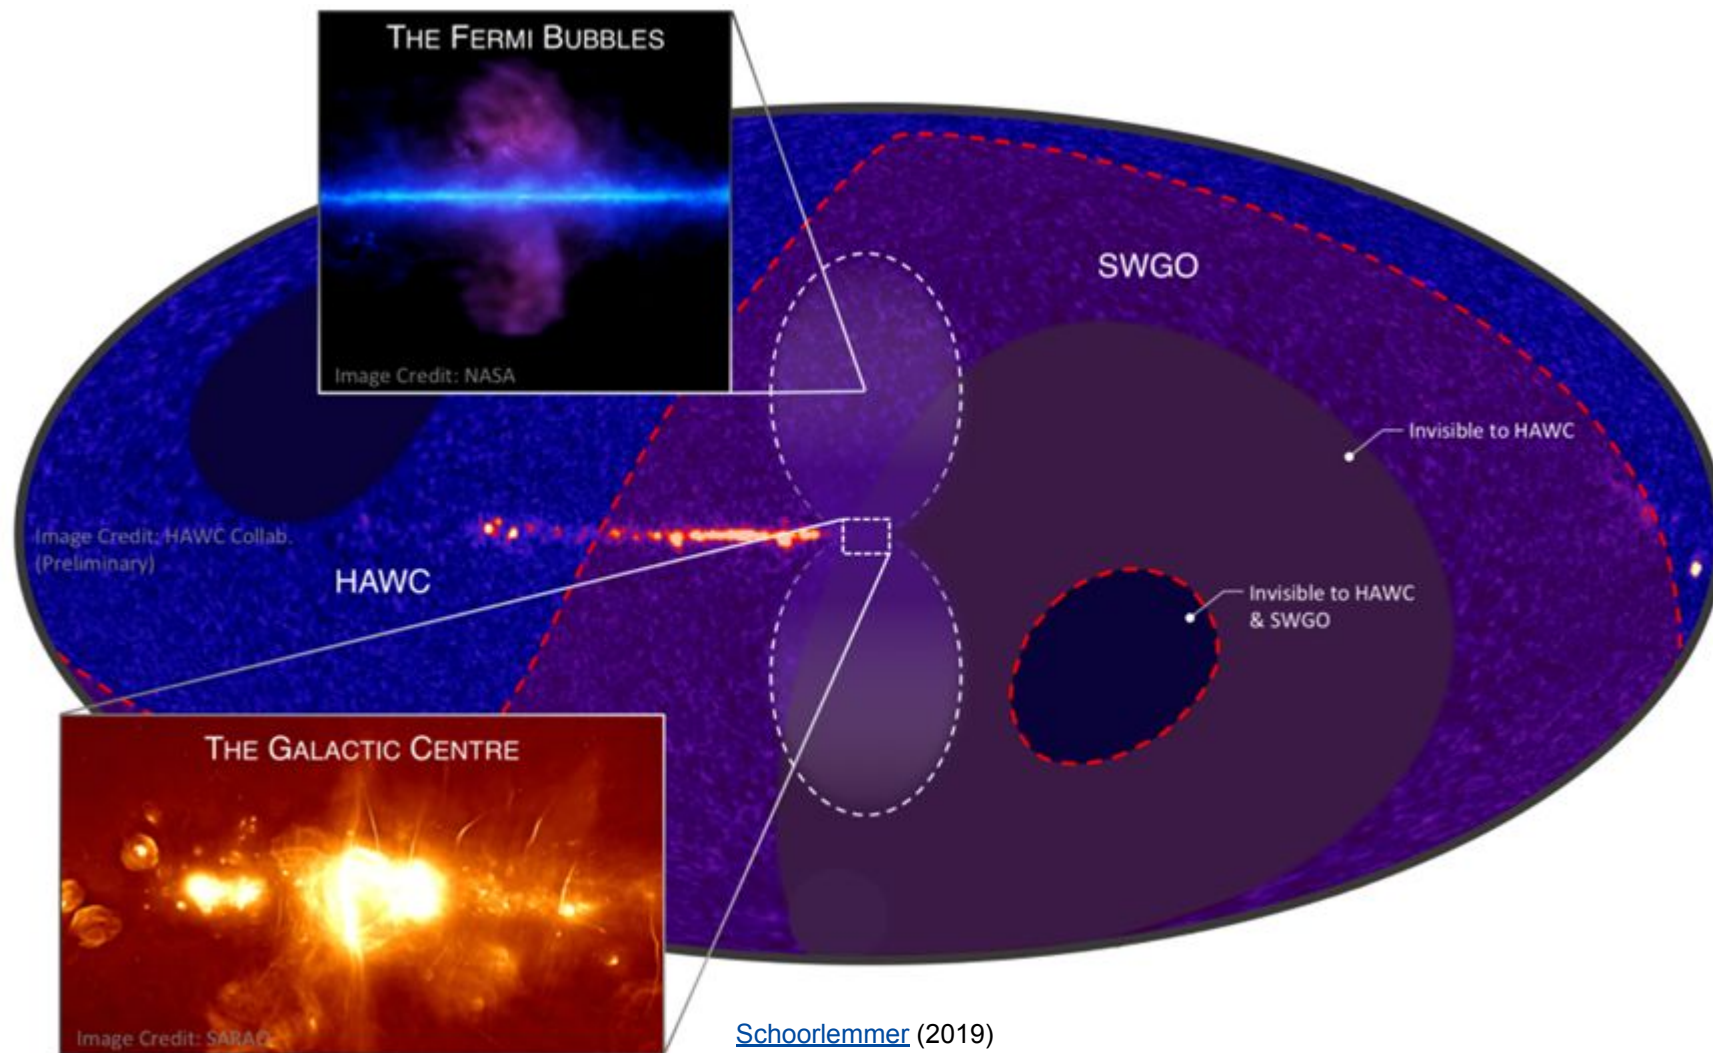 THE FERMI BUBBLES
Image Credit: NASA
SWGO
Invisible to HAWC
Image Credit: HAWC Collab.
(Preliminary)
HAWC
Invisible to HAWC
& SWGO
THE GALACTIC CENTRE
Image Credit: SARAO
Schoorlemmer (2019)